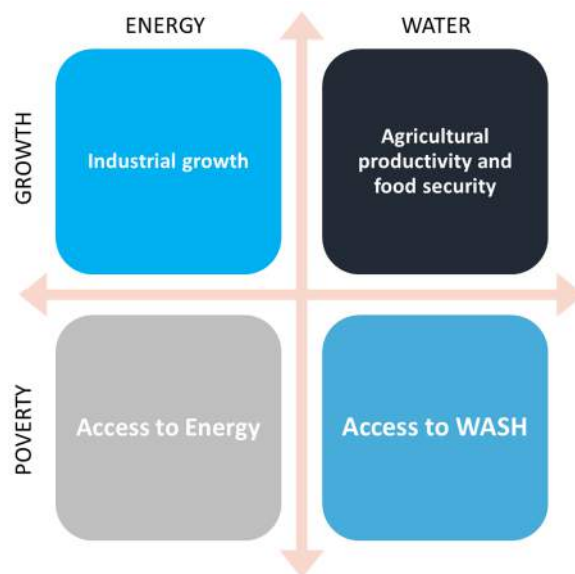 ENERGY
WATER
GROWTH
Industrial growth
Agricultural
productivity and
food security
POVERTY
Access to Energy
Access to WASH